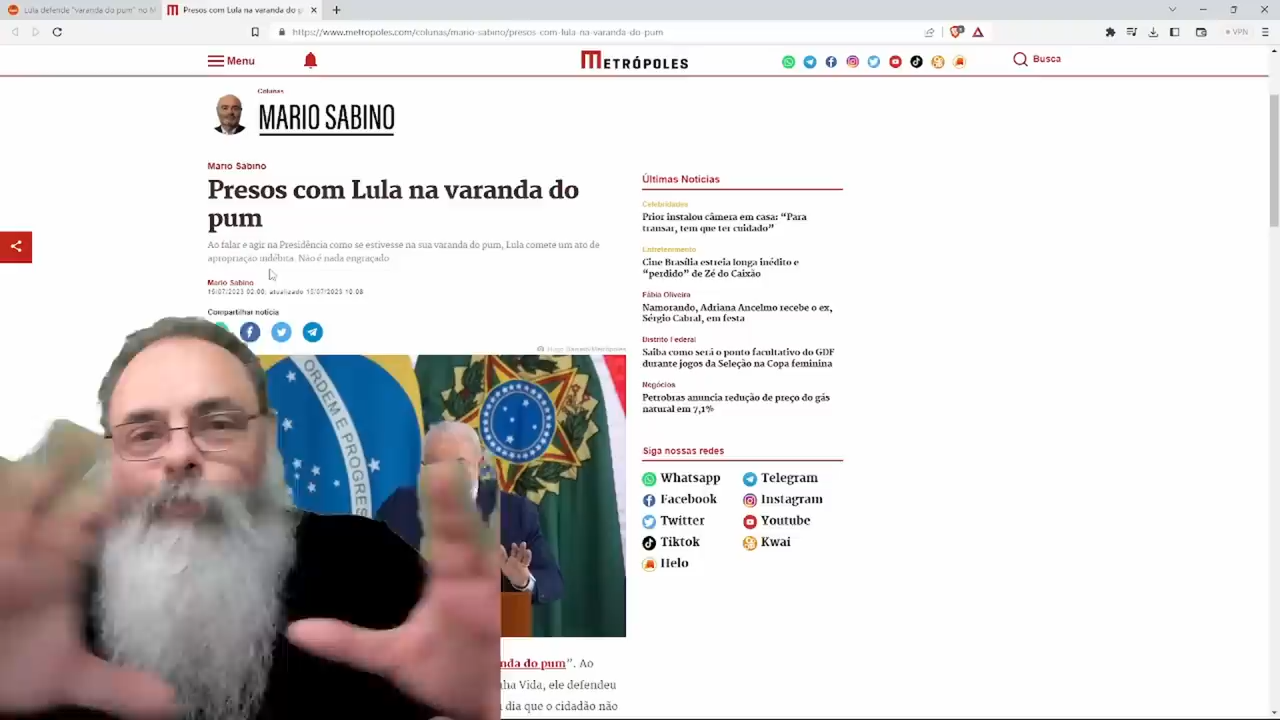 Lula defende "varanda do pum" no M
Presos com Lula na varanda do p
https://www.metropoles.com/colunas/mario-sabino/presos-com-lula-na-varanda-do-pum
VPN
Menu
METRÓPOLES
Busca
Colunas
MARIO SABINO
Mario Sabino
Presos com Lula na varanda do
pum
Ao falar e agir na Presidência como se estivesse na sua varanda do pum, Lula comete um ato de
apropriação indébita. Não é nada engraçado
Mario Sabino
Compartilhar notícia
ORDEM E PROGRES
nda do pum”. Ao
nha Vida, ele defendeu
dia que o cidadão não
Últimas Notícias
Celebridades
Prior instalou câmera em casa: “Para
transar, tem que ter cuidado”
Entretenimento
Cine Brasília estreia longa inédito e
“perdido” de Zé do Caixão
Fábia Oliveira
Namorando, Adriana Ancelmo recebe o ex,
Sérgio Cabral, em festa
Distrito Federal
Saiba como será o ponto facultativo do GDF
durante jogos da Seleção na Copa feminina
Negócios
Petrobras anuncia redução de preço do gás
natural em 7,1%
Siga nossas redes
Whatsapp
Telegram
Facebook
Instagram
Twitter
Youtube
Tiktok
Kwai
Helo